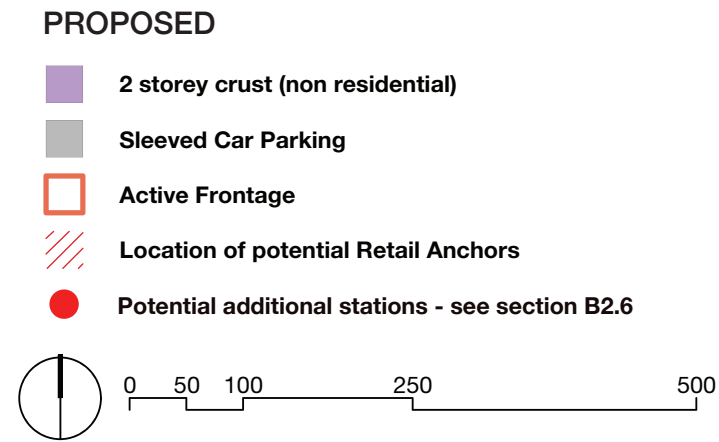 PROPOSED
2 storey crust (non residential)
Sleeved Car Parking
Active Frontage
Location of potential Retail Anchors
Potential additional stations - see section B2.6
0 50 100 250 500